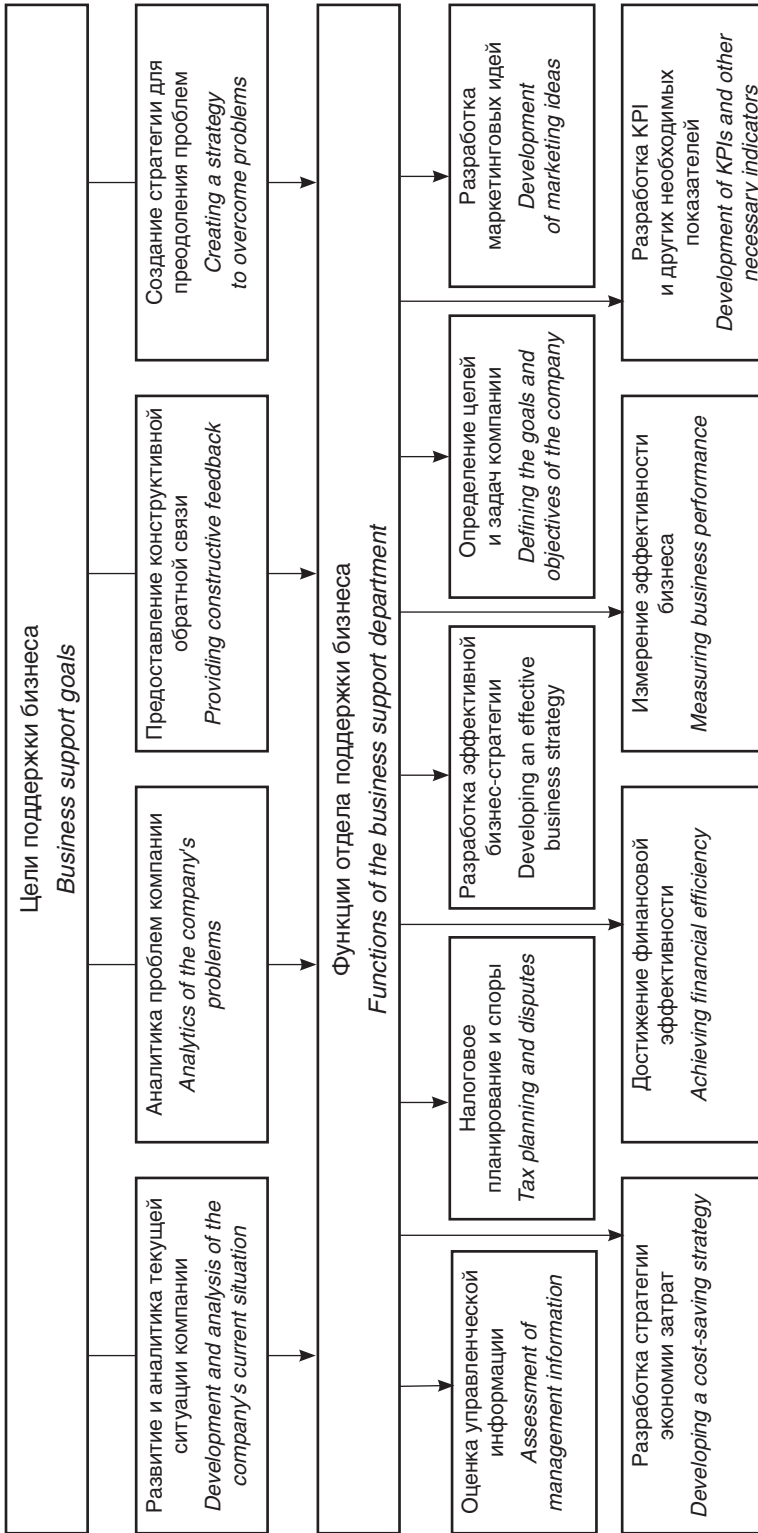 Цели поддержки бизнеса
Business support goals
Развитие и аналитика текущей
ситуации компании
Development and analysis of the
company's current situation
Аналитика проблем компании
Analytics of the company's
problems
Предоставление конструктивной
обратной связи
Providing constructive feedback
Создание стратегии для
преодоления проблем
Creating a strategy
to overcome problems
Функции отдела поддержки бизнеса
Functions of the business support department
Оценка управленческой
информации
Assessment of
management information
Налоговое
планирование и споры
Tax planning and disputes
Разработка эффективной
бизнес-стратегии
Developing an effective
business strategy
Определение целей
и задач компании
Defining the goals and
objectives of the company
Разработка
маркетинговых идей
Development
of marketing ideas
Разработка стратегии
экономии затрат
Developing a cost-saving strategy
Достижение финансовой
эффективности
Achieving financial efficiency
Измерение эффективности
бизнеса
Measuring business performance
Разработка KPI
и других необходимых
показателей
Development of KPIs and other
necessary indicators